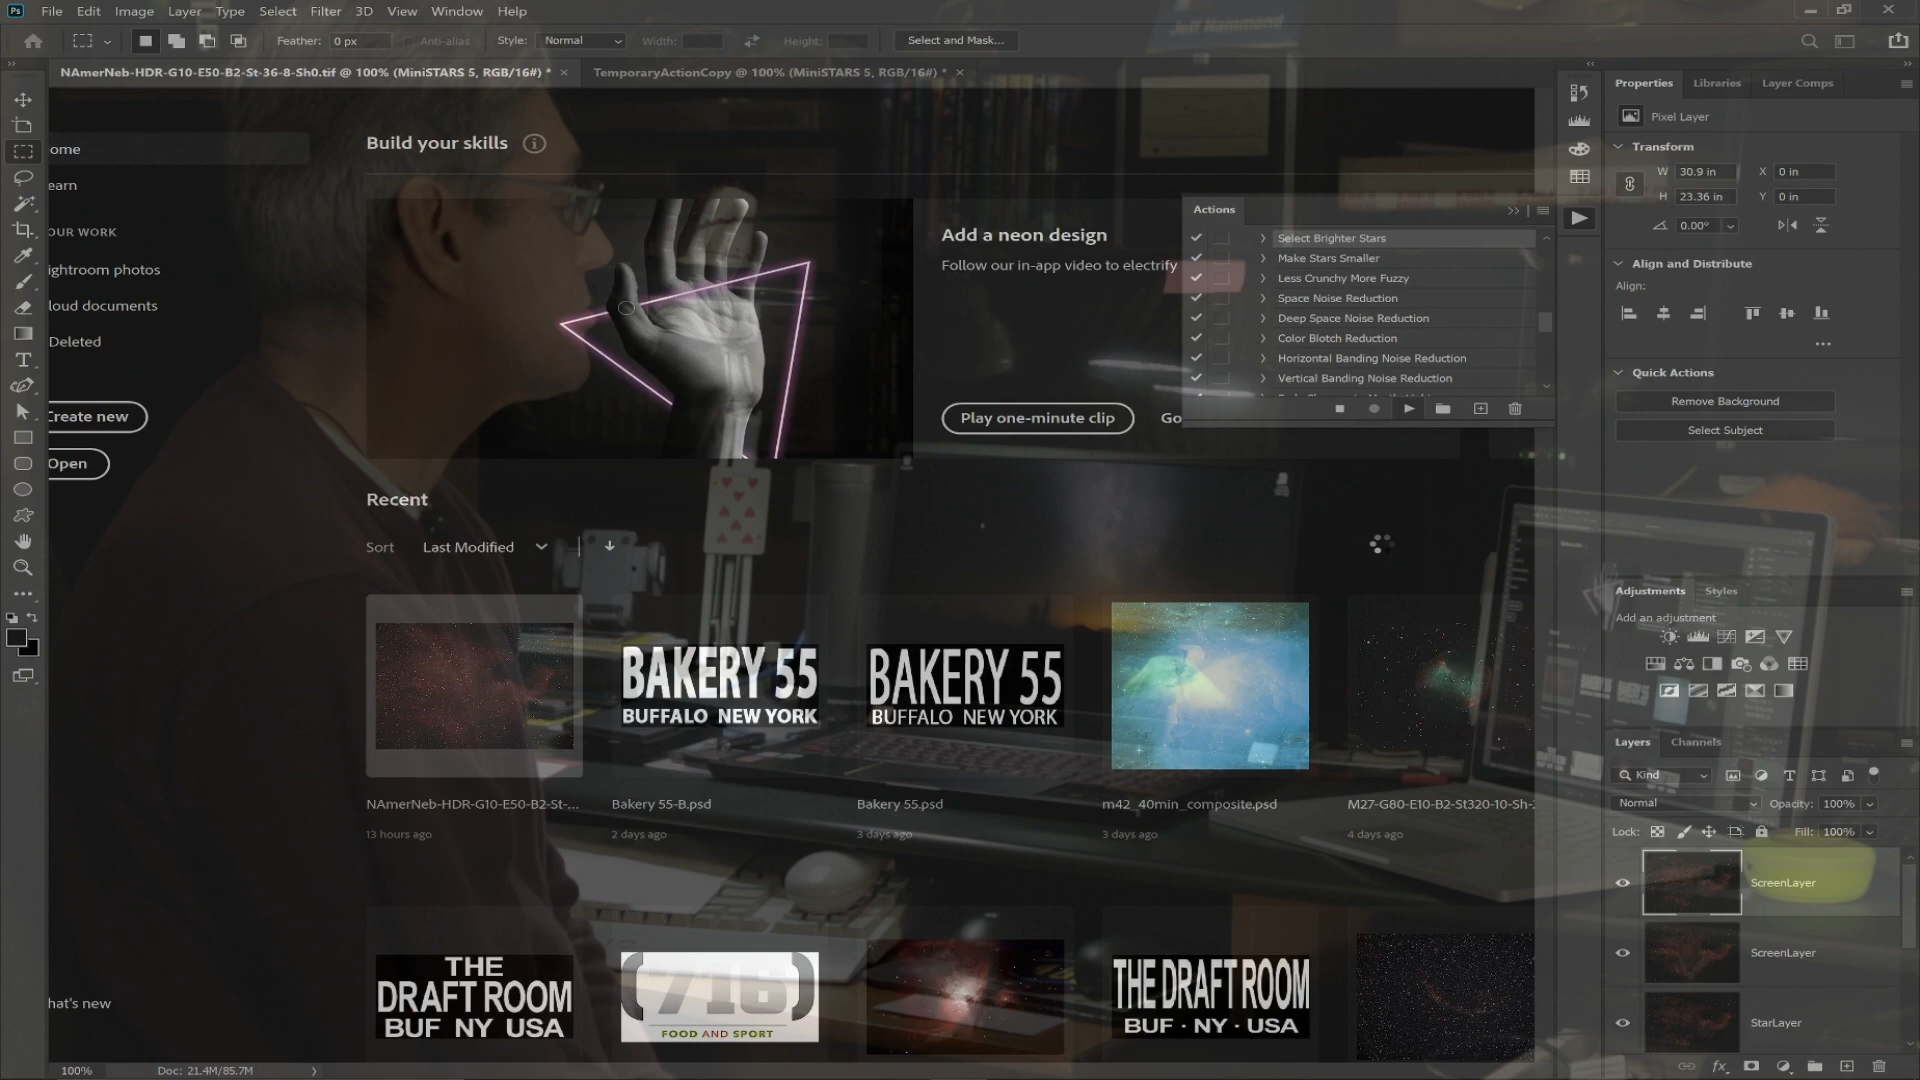 Ps File Edit Image Layer Type Select Filter 3D View Window Help
Jeff Hammond
Feather: 0 px Anti-alias Style: Normal Width: Height: Select and Mask...
NAmerNeb-HDR-G10-E50-B2-St-36-8-Sh0.tif @ 100% (MiniSTARS 5, RGB/16#) * × TemporaryActionCopy @ 100% (MiniSTARS 5, RGB/16#) * ×
Properties Libraries Layer Comps
Pixel Layer
Transform
W 30.9 in X 0 in
H 23.36 in Y 0 in
0.00°
Align and Distribute
Align:
Quick Actions
Remove Background
Select Subject
ome
earn
OUR WORK
ightroom photos
loud documents
Deleted
Create new
Open
hat's new
Build your skills
Add a neon design
Follow our in-app video to electrify
Play one-minute clip Go
Actions
Select Brighter Stars
Make Stars Smaller
Less Crunchy More Fuzzy
Space Noise Reduction
Deep Space Noise Reduction
Color Blotch Reduction
Horizontal Banding Noise Reduction
Vertical Banding Noise Reduction
Recent
Sort Last Modified
BAKERY 55
BUFFALO NEW YORK
BAKERY 55
BUFFALO NEW YORK
NAmerNeb-HDR-G10-E50-B2-St-... Bakery 55-B.psd Bakery 55.psd m42_40min_composite.psd M27-G80-E10-B2-St320-10-Sh-
13 hours ago 2 days ago 3 days ago 3 days ago 4 days ago
THE
DRAFT ROOM
BUF NY USA
716
FOOD AND SPORT
THE DRAFT ROOM
BUF · NY · USA
Adjustments Styles
Add an adjustment
Layers Channels
Kind
Normal Opacity: 100%
Lock: Fill: 100%
ScreenLayer
ScreenLayer
StarLayer
100% Doc: 21.4M/85.7M